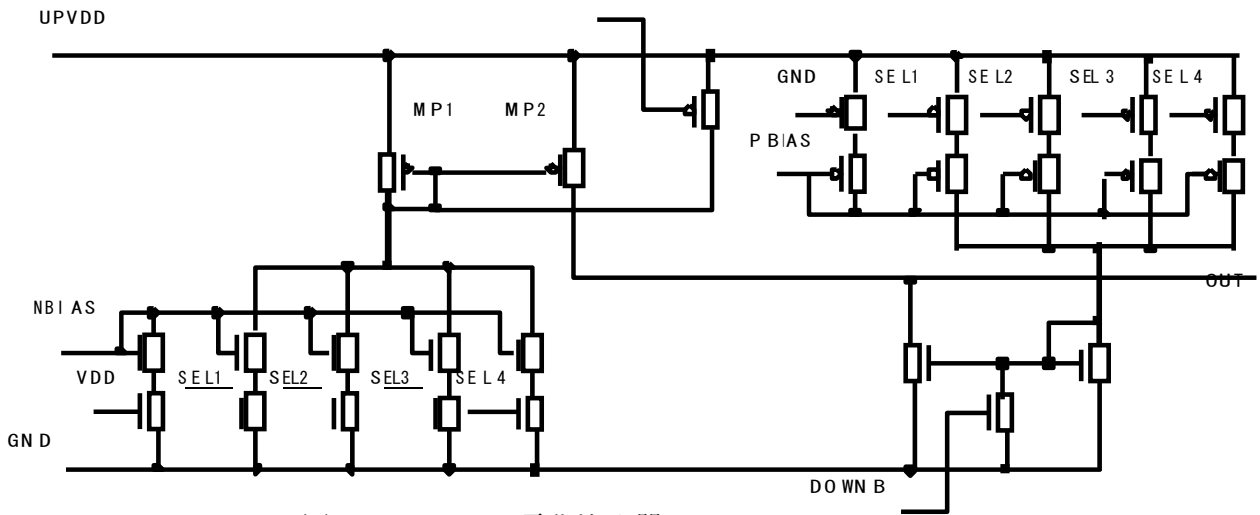 UPVDD
GND SEL1 SEL2 SEL3 SEL4
MP1 MP2
PBIAS
OUT
NBIAS
VDD SEL1 SEL2 SEL3 SEL4
GND
DOWNB